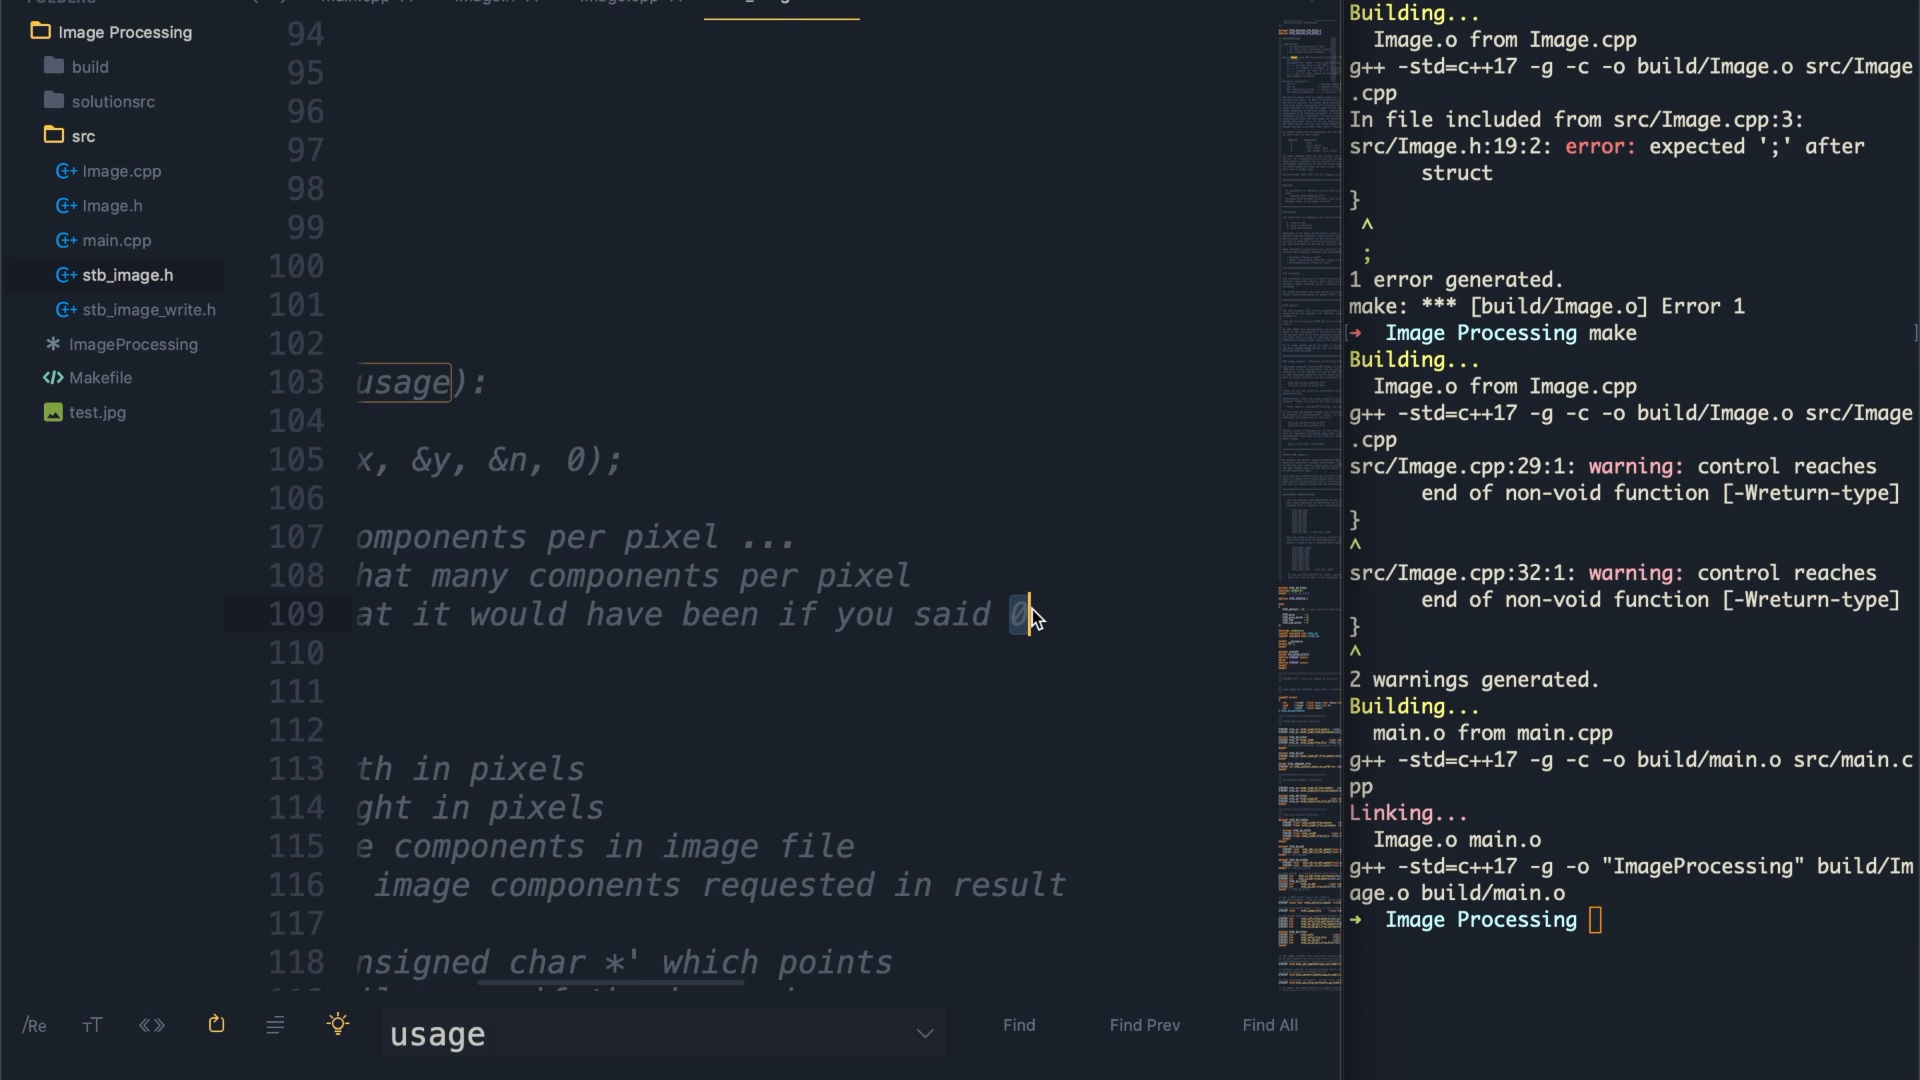 Image Processing
build
solutionsrc
src
Image.cpp
Image.h
main.cpp
stb_image.h
stb_image_write.h
ImageProcessing
Makefile
test.jpg
94
95
96
97
98
99
100
101
102
103 usage):
104
105 x, &y, &n, 0);
106
107 omponents per pixel ...
108 hat many components per pixel
109 at it would have been if you said 0
110
111
112
113 th in pixels
114 ght in pixels
115 e components in image file
116 image components requested in result
117
118 nsigned char *' which points
usage
Find
Find Prev
Find All
Building...
Image.o from Image.cpp
g++ -std=c++17 -g -c -o build/Image.o src/Image
.cpp
In file included from src/Image.cpp:3:
src/Image.h:19:2: error: expected ';' after
struct
}
^
;
1 error generated.
make: *** [build/Image.o] Error 1
➜ Image Processing make
Building...
Image.o from Image.cpp
g++ -std=c++17 -g -c -o build/Image.o src/Image
.cpp
src/Image.cpp:29:1: warning: control reaches
end of non-void function [-Wreturn-type]
}
^
src/Image.cpp:32:1: warning: control reaches
end of non-void function [-Wreturn-type]
}
^
2 warnings generated.
Building...
main.o from main.cpp
g++ -std=c++17 -g -c -o build/main.o src/main.c
pp
Linking...
Image.o main.o
g++ -std=c++17 -g -o "ImageProcessing" build/Im
age.o build/main.o
➜ Image Processing